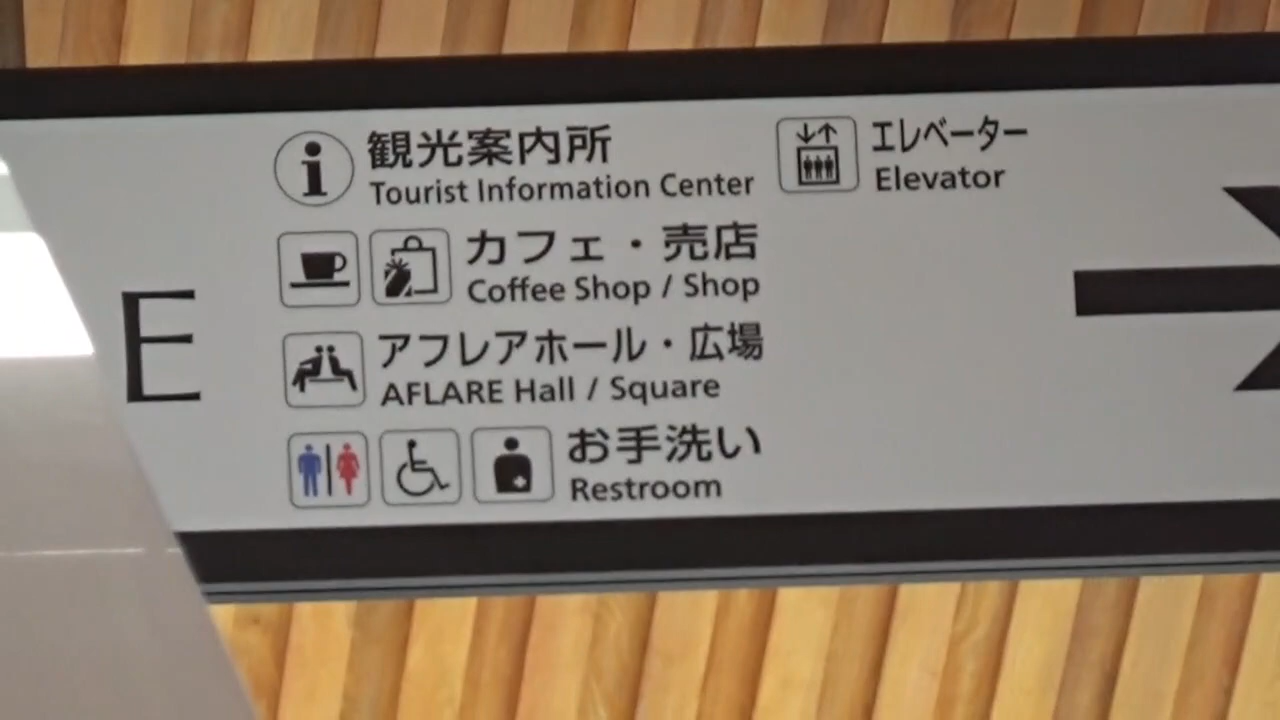 観光案内所
Tourist Information Center
エレベーター
Elevator
カフェ・売店
Coffee Shop / Shop
E
アフレアホール・広場
AFLARE Hall / Square
お手洗い
Restroom